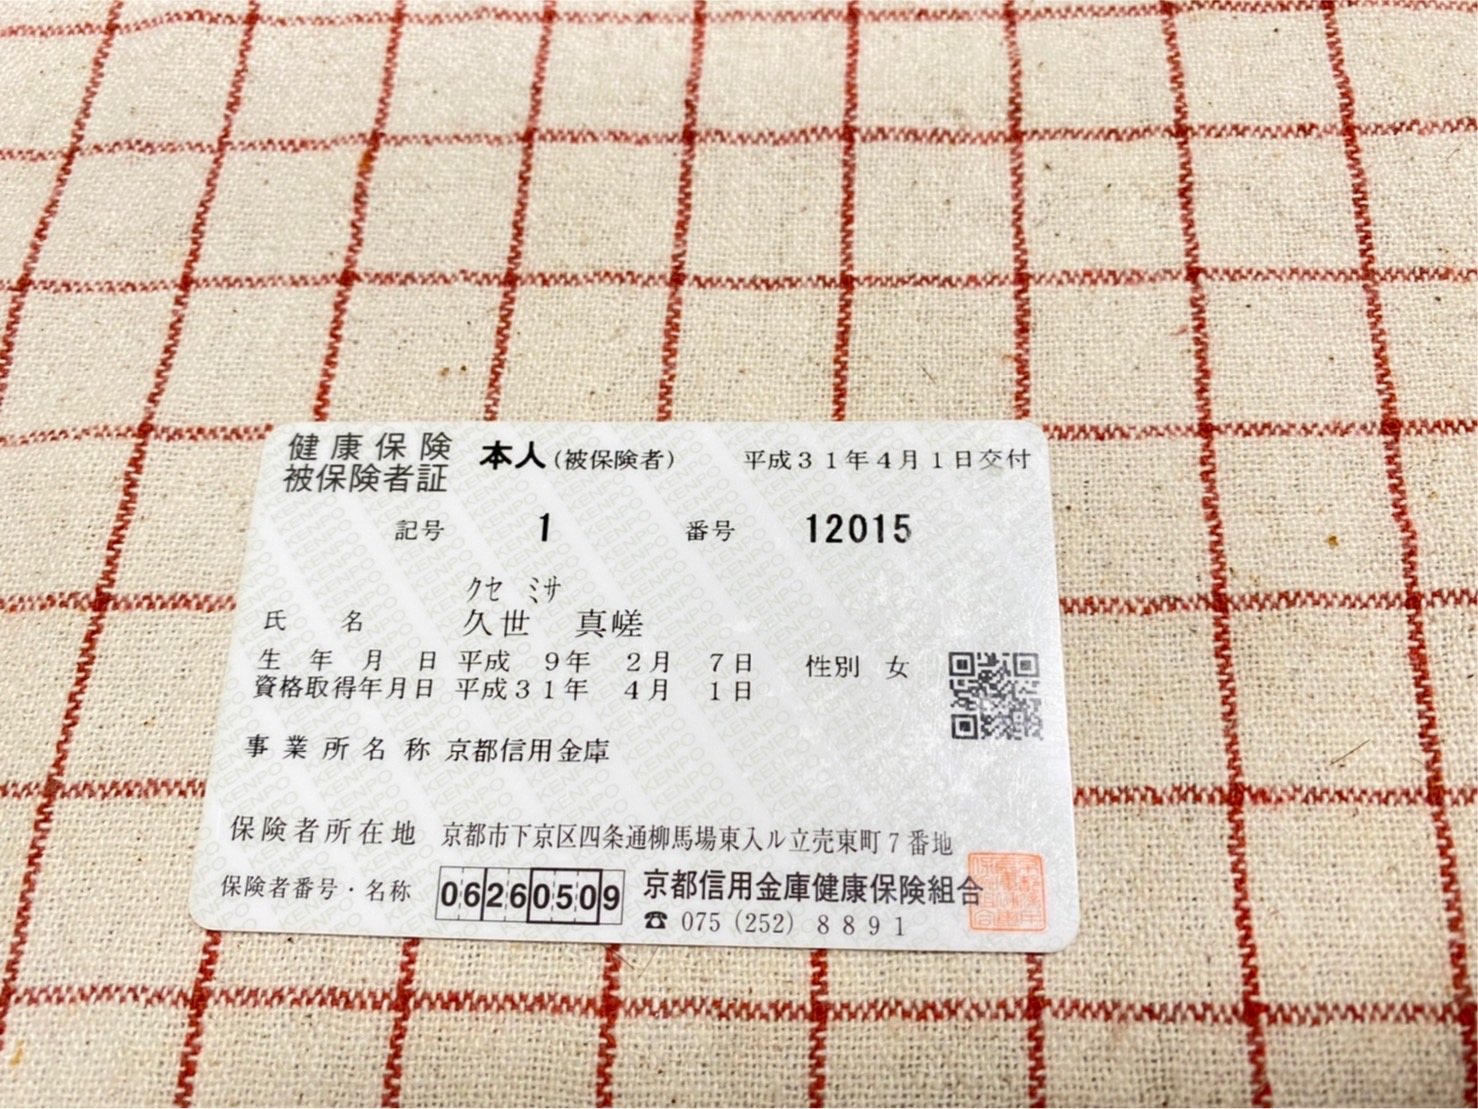 健康保険 本人(被保険者) 平成31年4月1日交付
被保険者証
記号 1 番号 12015
クセ ミサ
氏名 久世 真嵯
生年月日 平成 9年 2月 7日 性別 女
資格取得年月日 平成31年 4月 1日
事業所名称 京都信用金庫
保険者所在地 京都市下京区四条通柳馬場東入ル立売東町7番地
保険者番号・名称 06260509 京都信用金庫健康保険組合
☎ 075 (252) 8891